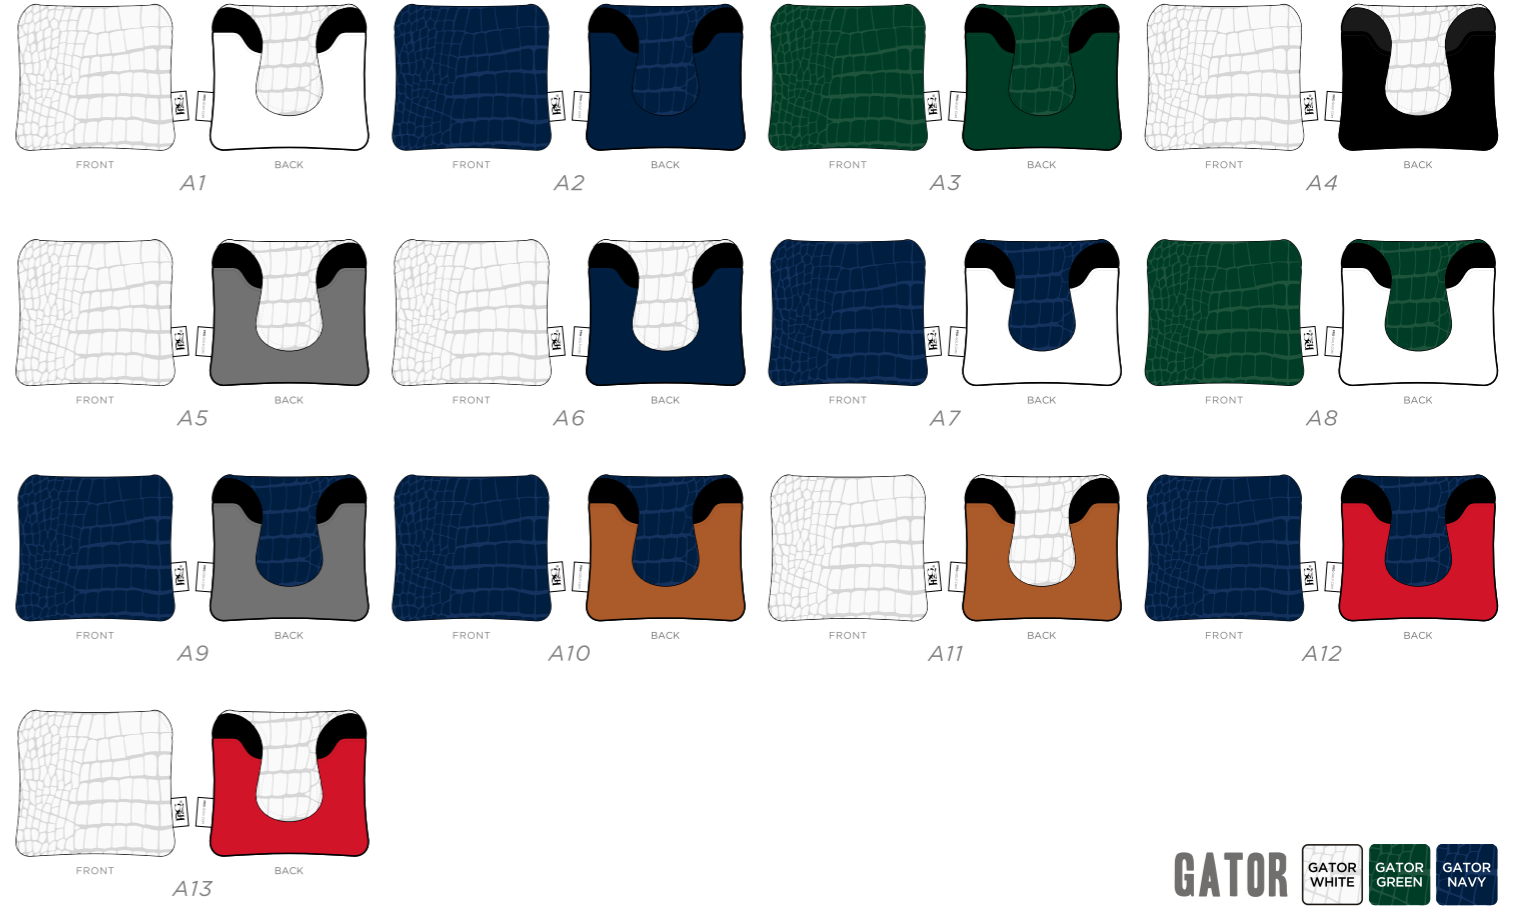 FRONT BACK FRONT BACK FRONT BACK FRONT BACK
A1 A2 A3 A4
FRONT BACK FRONT BACK FRONT BACK FRONT BACK
A5 A6 A7 A8
FRONT BACK FRONT BACK FRONT BACK FRONT BACK
A9 A10 A11 A12
FRONT BACK
A13
GATOR
GATOR
WHITE
GATOR
GREEN
GATOR
NAVY